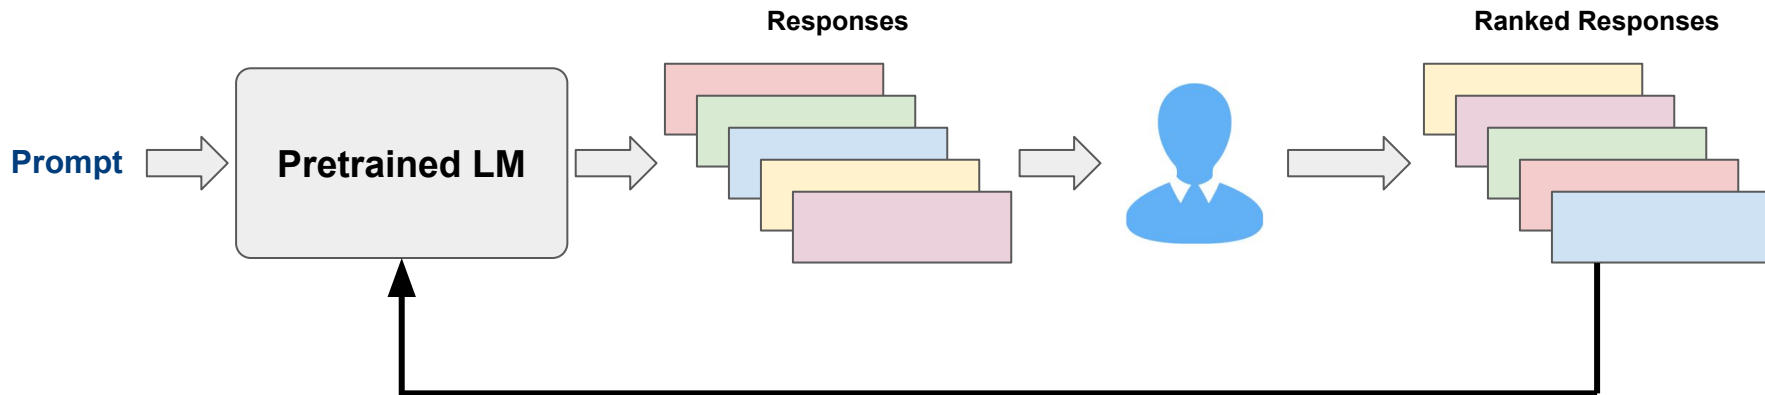 Responses
Ranked Responses
Prompt
Pretrained LM